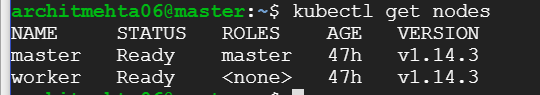 architmehta06@master:~$ kubectl get nodes
NAME STATUS ROLES AGE VERSION
master Ready master 47h v1.14.3
worker Ready <none> 47h v1.14.3